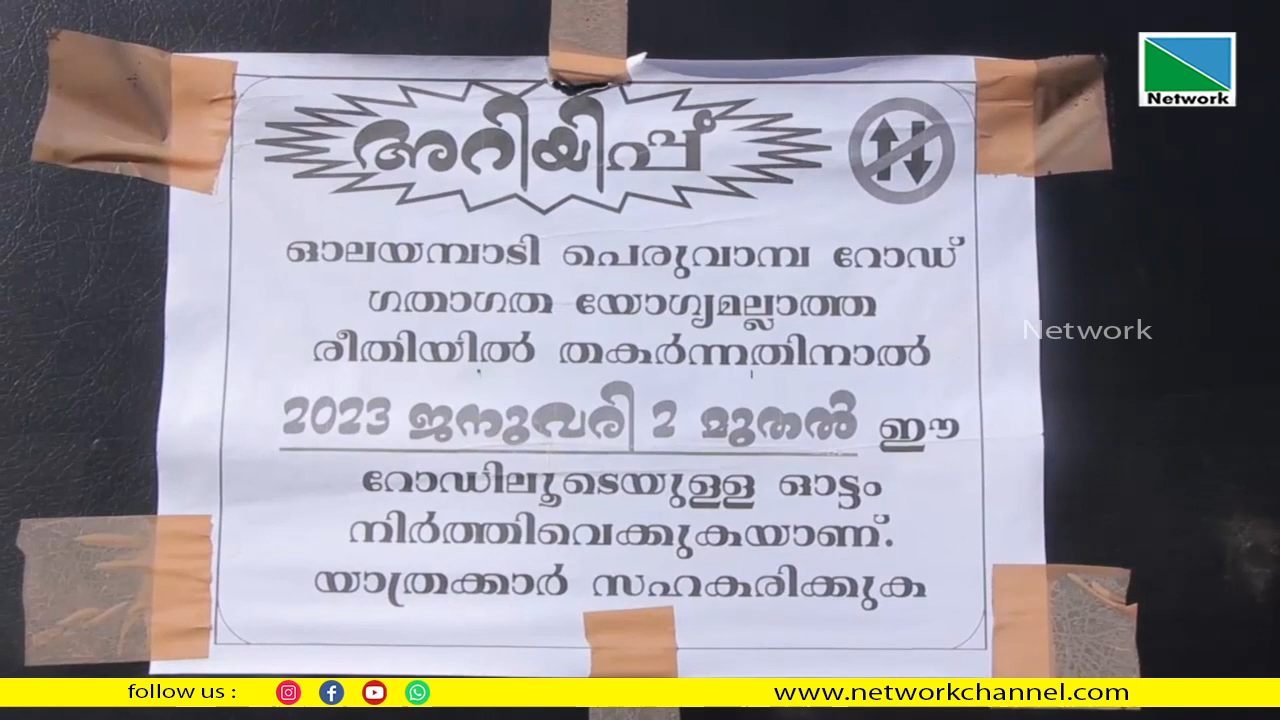 Network
അറിയിപ്പ്
ഓലയമ്പാടി പെരുവാമ്പ റോഡ്
ഗതാഗത യോഗ്യമല്ലാത്ത
Network
രീതിയിൽ തകർന്നതിനാൽ
2023 ജനുവരി 2 മുതൽ ഈ
റോഡിലൂടെയുള്ള ഓട്ടം
നിർത്തിവെക്കുകയാണ്.
യാത്രക്കാർ സഹകരിക്കുക
follow us :
www.networkchannel.com